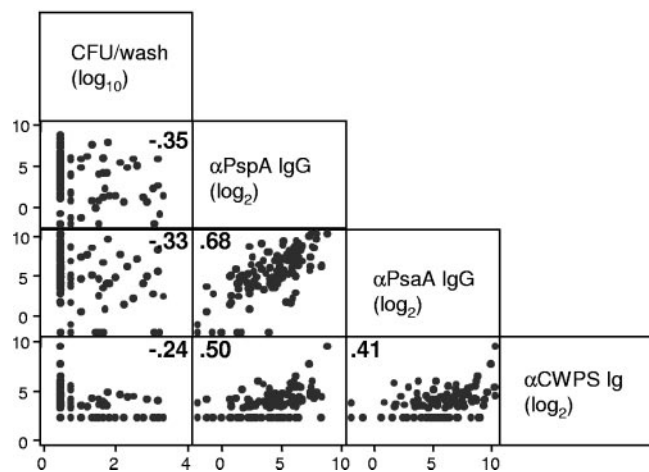 CFU/wash
(log₁₀)
10
5
0
-.35
αPspA IgG
(log₂)
10
5
0
-.33
.68
αPsaA IgG
(log₂)
10
5
0
-.24
.50
.41
αCWPS Ig
(log₂)
0 2 4 0 5 10 0 5 10